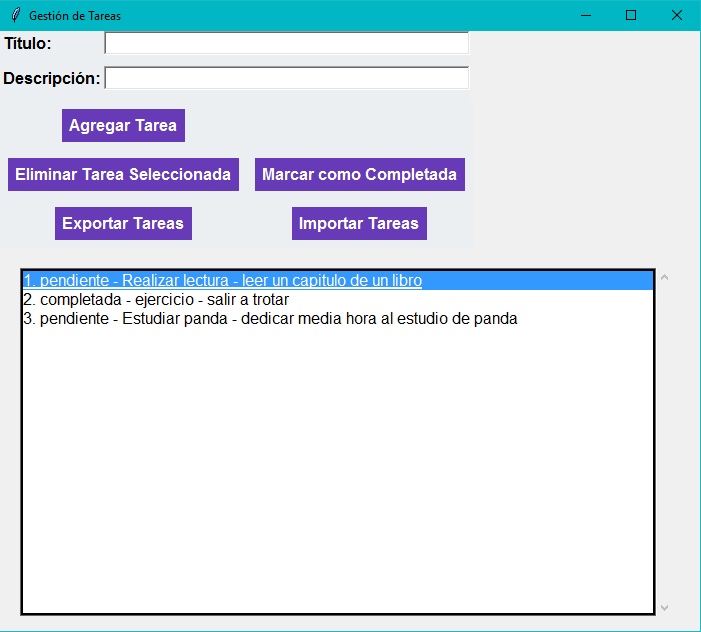 Gestión de Tareas
Título:
Descripción:
Agregar Tarea
Eliminar Tarea Seleccionada Marcar como Completada
Exportar Tareas Importar Tareas
1. pendiente - Realizar lectura - leer un capitulo de un libro
2. completada - ejercicio - salir a trotar
3. pendiente - Estudiar panda - dedicar media hora al estudio de panda